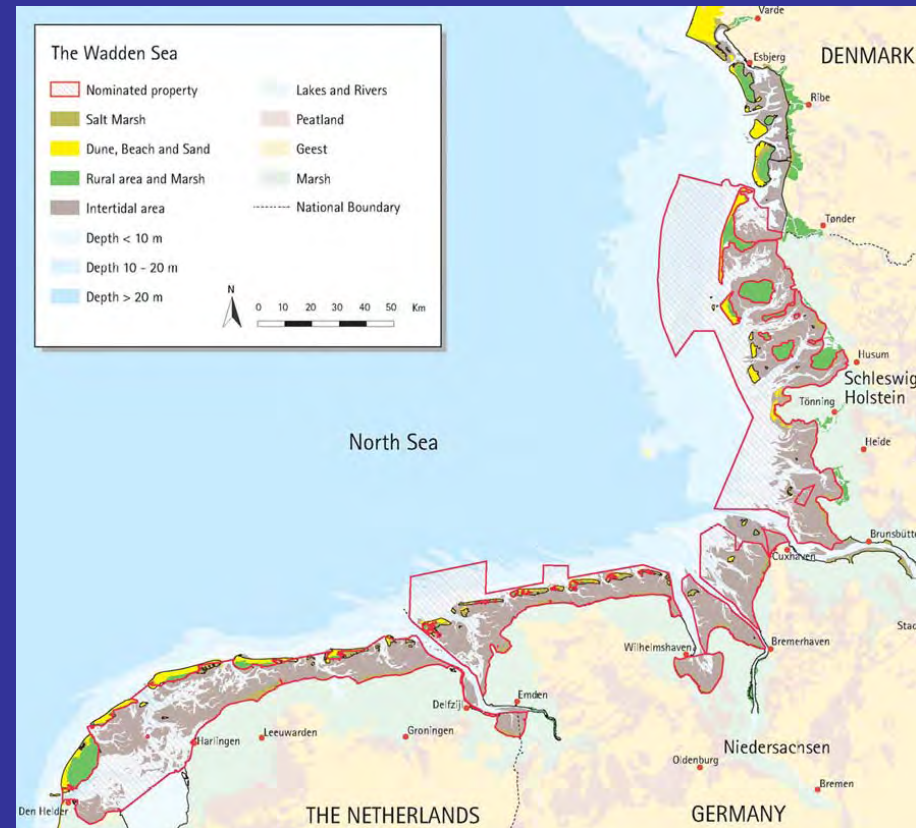 The Wadden Sea
Nominated property
Salt Marsh
Dune, Beach and Sand
Rural area and Marsh
Intertidal area
Depth < 10 m
Depth 10 - 20 m
Depth > 20 m
Lakes and Rivers
Peatland
Geest
Marsh
National Boundary
N
0 10 20 30 40 50 Km
Varde
Esbjerg
DENMARK
Ribe
Tønder
Husum
Schleswig
Holstein
Tönning
Heide
North Sea
Brunsbütte
Cuxhaven
Stad
Wilhelmshaven
Bremerhaven
Emden
Delfzijl
Groningen
Leeuwarden
Harlingen
Niedersachsen
Oldenburg
Bremen
Den Helder
THE NETHERLANDS
GERMANY